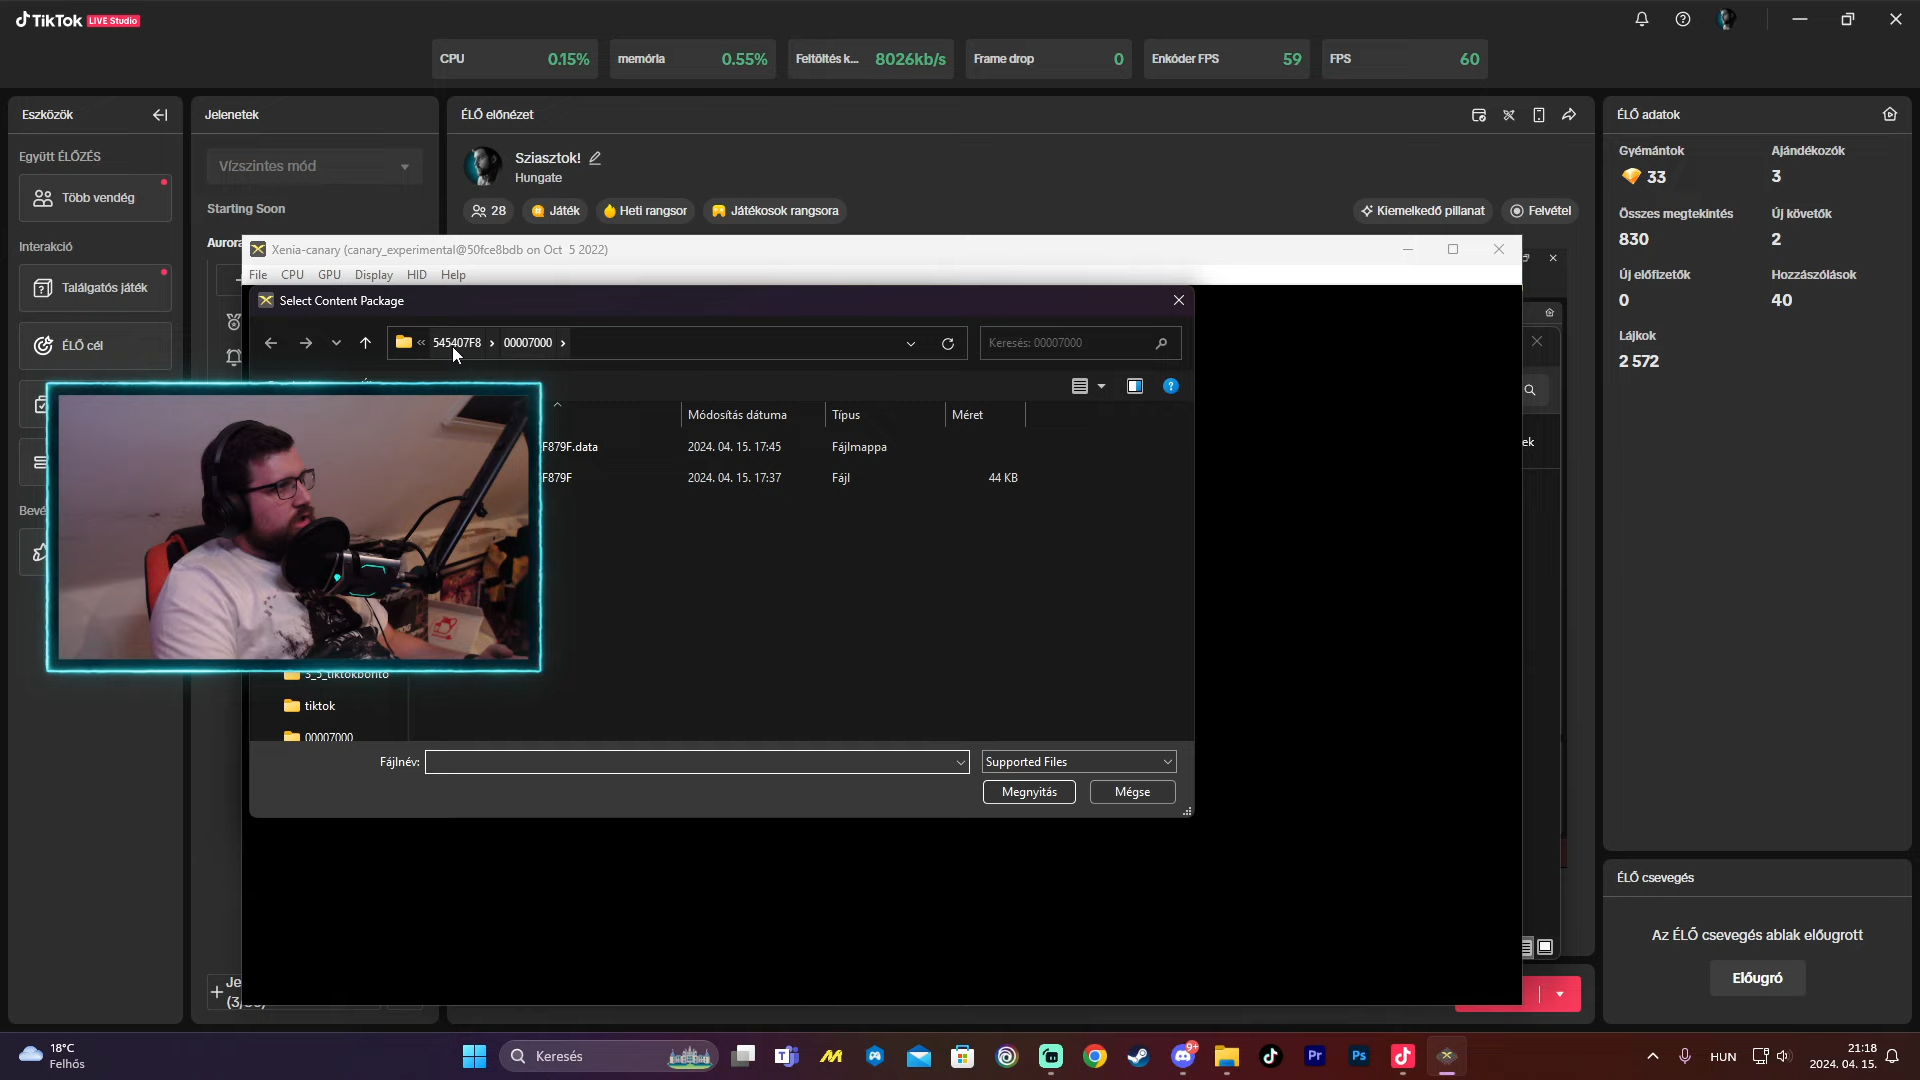 TikTok LIVE Studio
CPU 0.15%
memória 0.55%
Feltöltés k... 8026kb/s
Frame drop 0
Enkóder FPS 59
FPS 60
Eszközök
Együtt ÉLŐZÉS
Több vendég
Interakció
Találgatós játék
ÉLŐ cél
Jelenetek
Vízszintes mód
Starting Soon
ÉLŐ előnézet
Sziasztok!
Hungate
28
Játék
Heti rangsor
Játékosok rangsora
Kiemelkedő pillanat
Felvétel
Xenia-canary (canary_experimental@50fce8bdb on Oct 5 2022)
File CPU GPU Display HID Help
Select Content Package
« 545407F8 › 00007000 ›
Keresés: 00007000
Módosítás dátuma Típus Méret
F879F.data 2024. 04. 15. 17:45 Fájlmappa
F879F 2024. 04. 15. 17:37 Fájl 44 KB
tiktok
00007000
Fájlnév:
Supported Files
Megnyitás
Mégse
ek
ÉLŐ adatok
Gyémántok Ajándékozók
33 3
Összes megtekintés Új követők
830 2
Új előfizetők Hozzászólások
0 40
Lájkok
2 572
ÉLŐ csevegés
Az ÉLŐ csevegés ablak előugrott
Előugró
18°C
Felhős
Keresés
9+
HUN
21:18
2024. 04. 15.